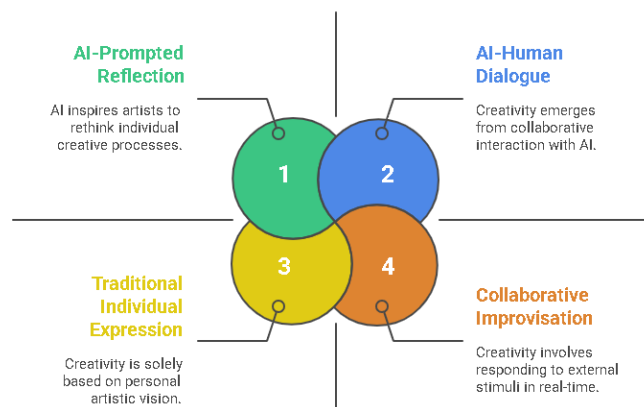 AI-Prompted
Reflection
AI inspires artists to
rethink individual
creative processes.
AI-Human
Dialogue
Creativity emerges
from collaborative
interaction with AI.
1
2
3
4
Traditional
Individual
Expression
Creativity is solely
based on personal
artistic vision.
Collaborative
Improvisation
Creativity involves
responding to external
stimuli in real-time.